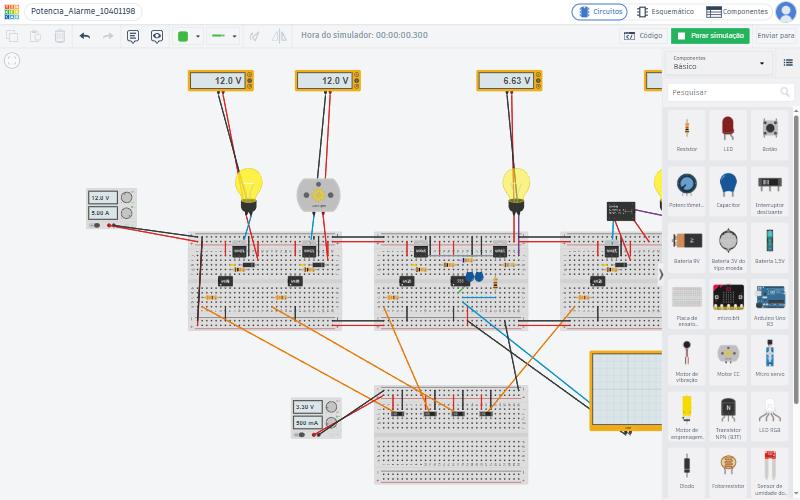 Potencia_Alarme_10401198
Circuitos
Esquemático
Componentes
Hora do simulador: 00:00:00.300
Código
Parar simulação
Enviar para
Componentes
Básico
Pesquisar
12.0 V
12.0 V
6.63 V
12.0 V
5.00 A
3.30 V
500 mA
Resistor
LED
Botão
Potenciômet...
Capacitor
Interruptor deslizante
Bateria 9V
Bateria 3V do tipo moeda
Bateria 1,5V
Placa de ensaio...
micro:bit
Arduino Uno R3
Motor de vibração
Motor CC
Micro servo
Motor de engrenagem...
Transistor NPN (BJT)
LED RGB
Diodo
Fotorresistor
Sensor de umidade do...